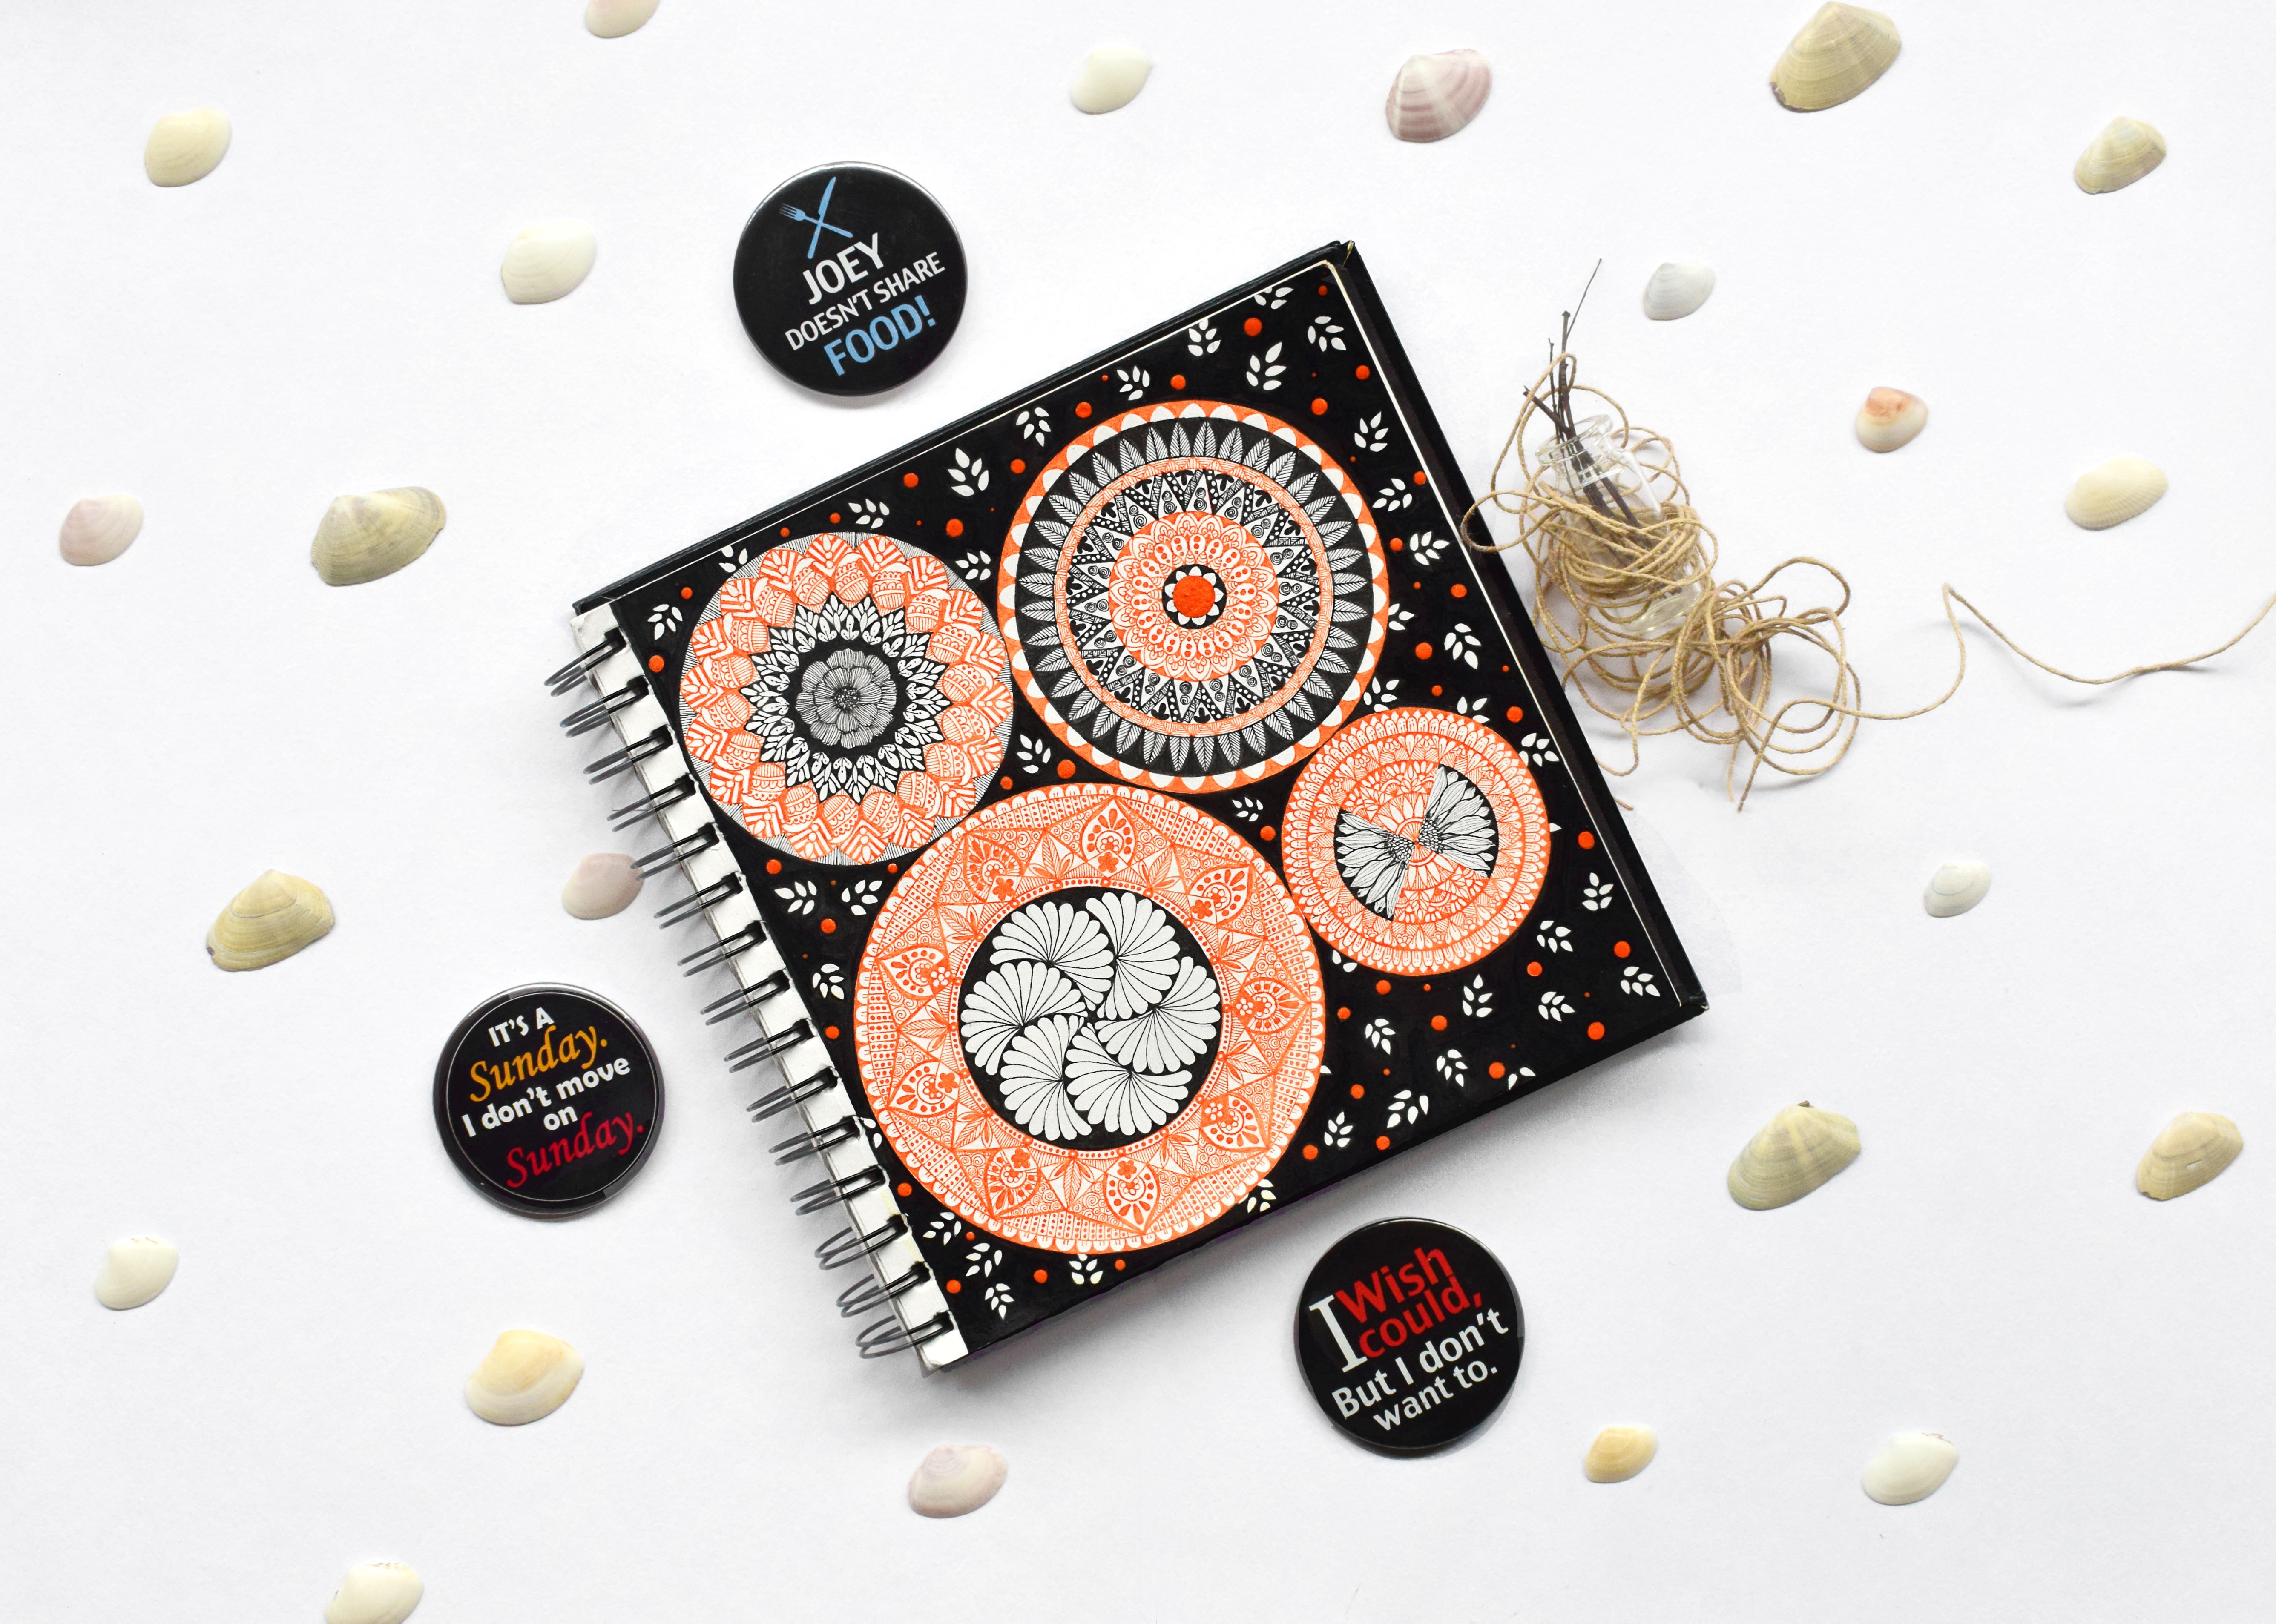 JOEY
DOESN'T SHARE
FOOD!
IT'S A
Sunday.
I don't move
on
Sunday.
I Wish
could,
But I don't
want to.